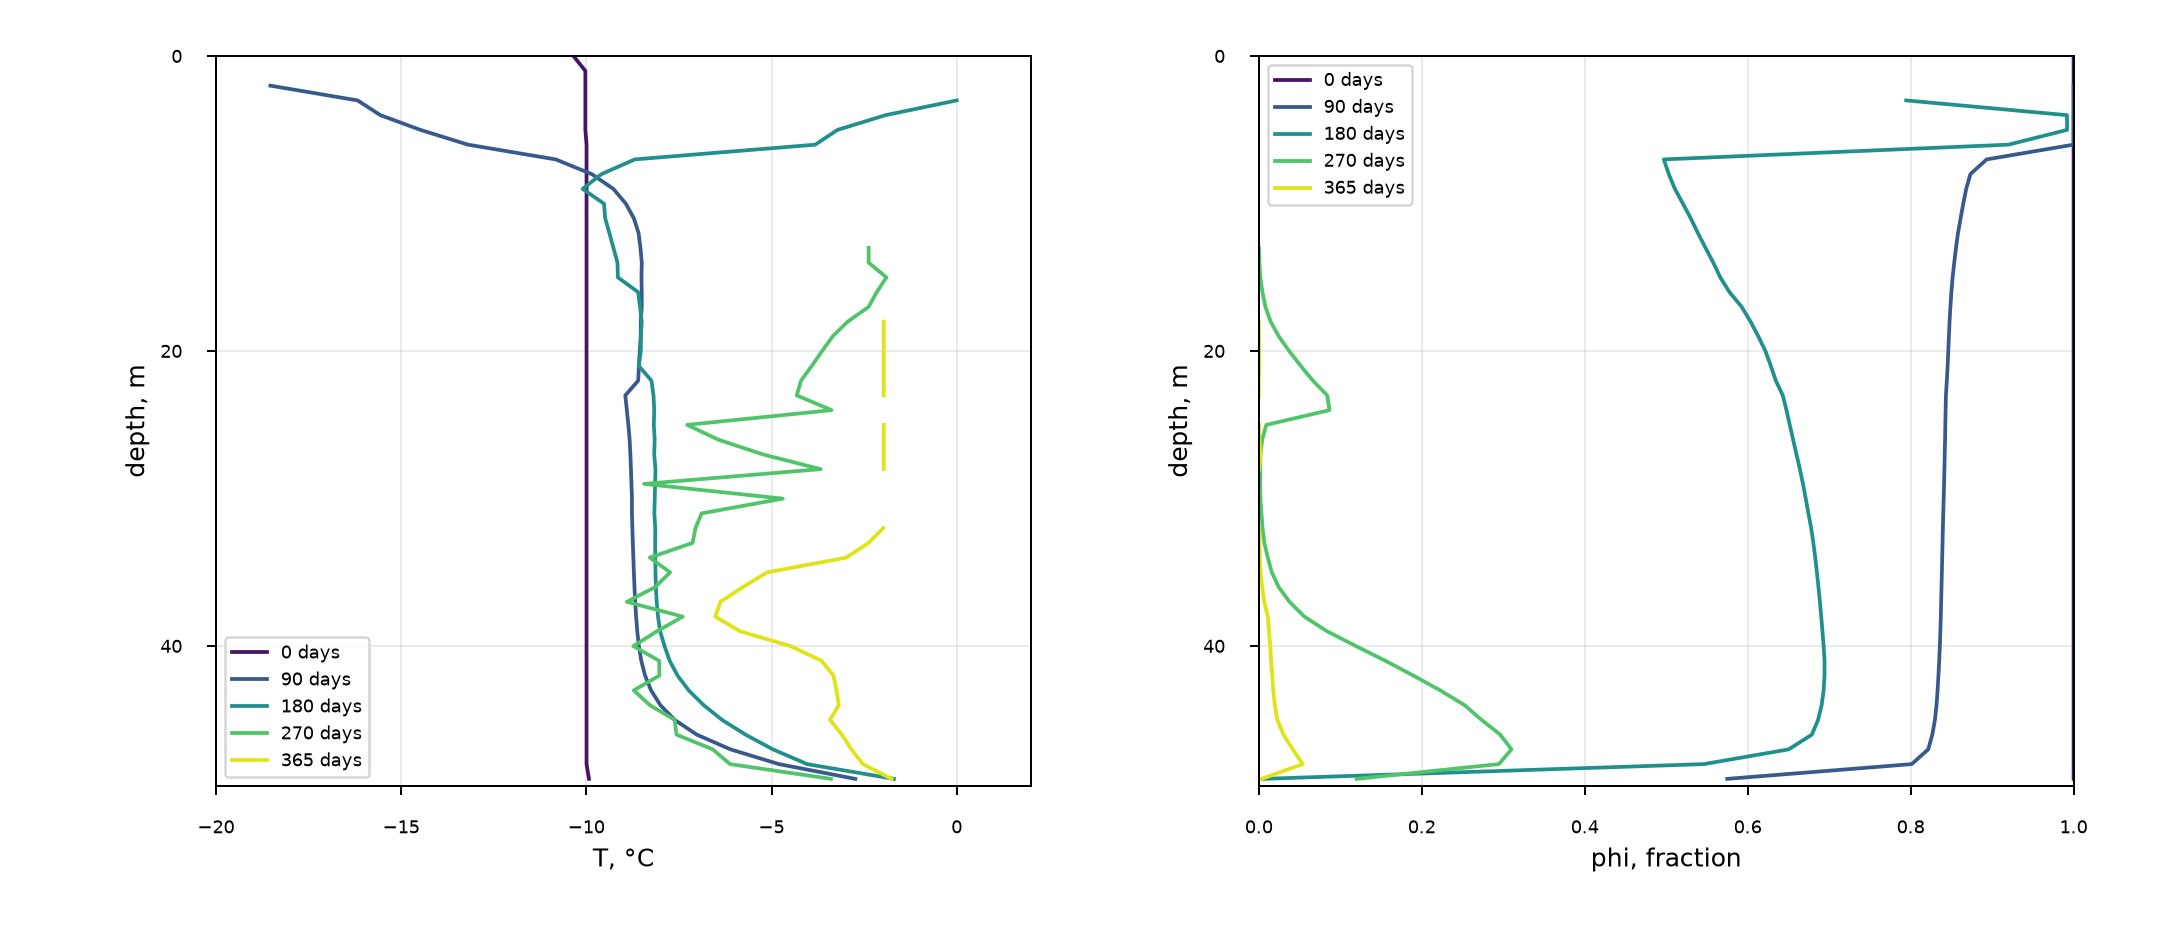 0
20
40
depth, m
0 days
90 days
180 days
270 days
365 days
−20
−15
−10
−5
0
T, °C
0
20
40
depth, m
0 days
90 days
180 days
270 days
365 days
0.0
0.2
0.4
0.6
0.8
1.0
phi, fraction